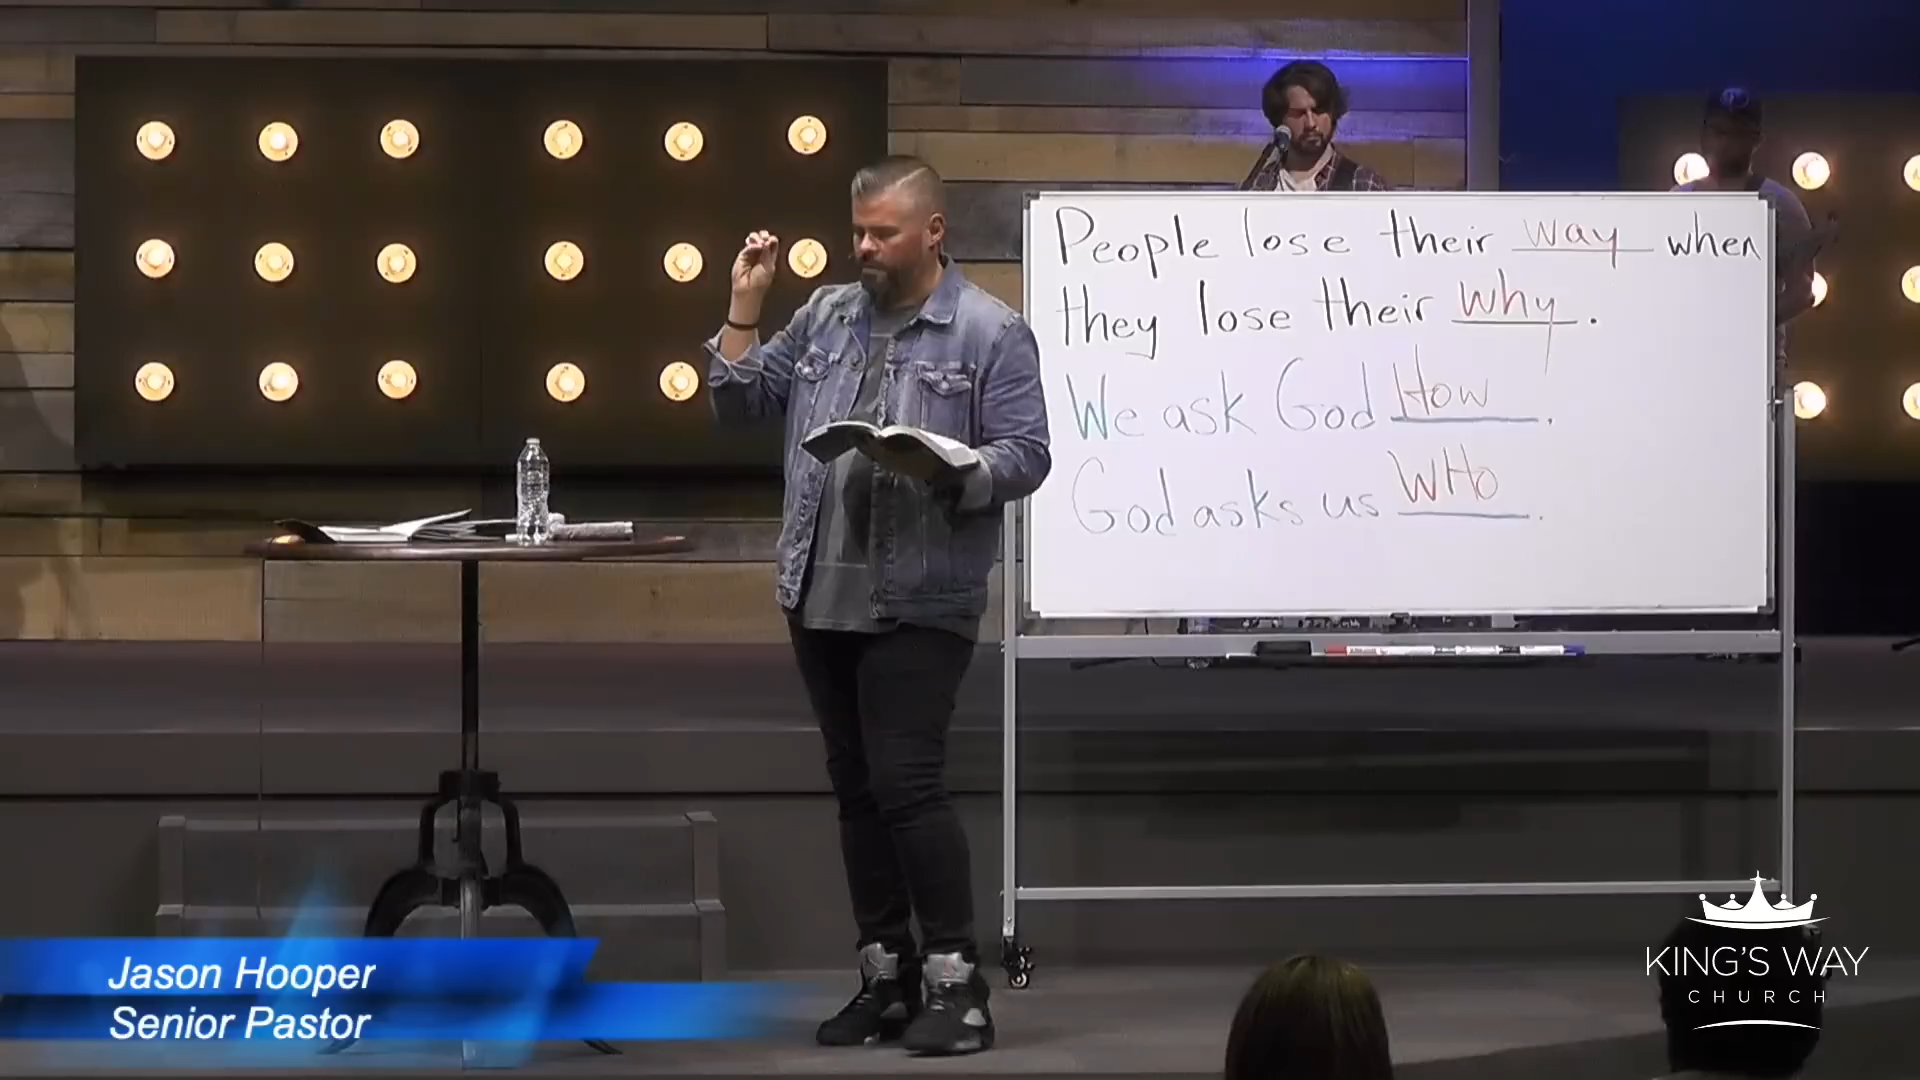 People lose their way when
they lose their why.
We ask God How.
God asks us WHo.
Jason Hooper
Senior Pastor
KING'S WAY
CHURCH